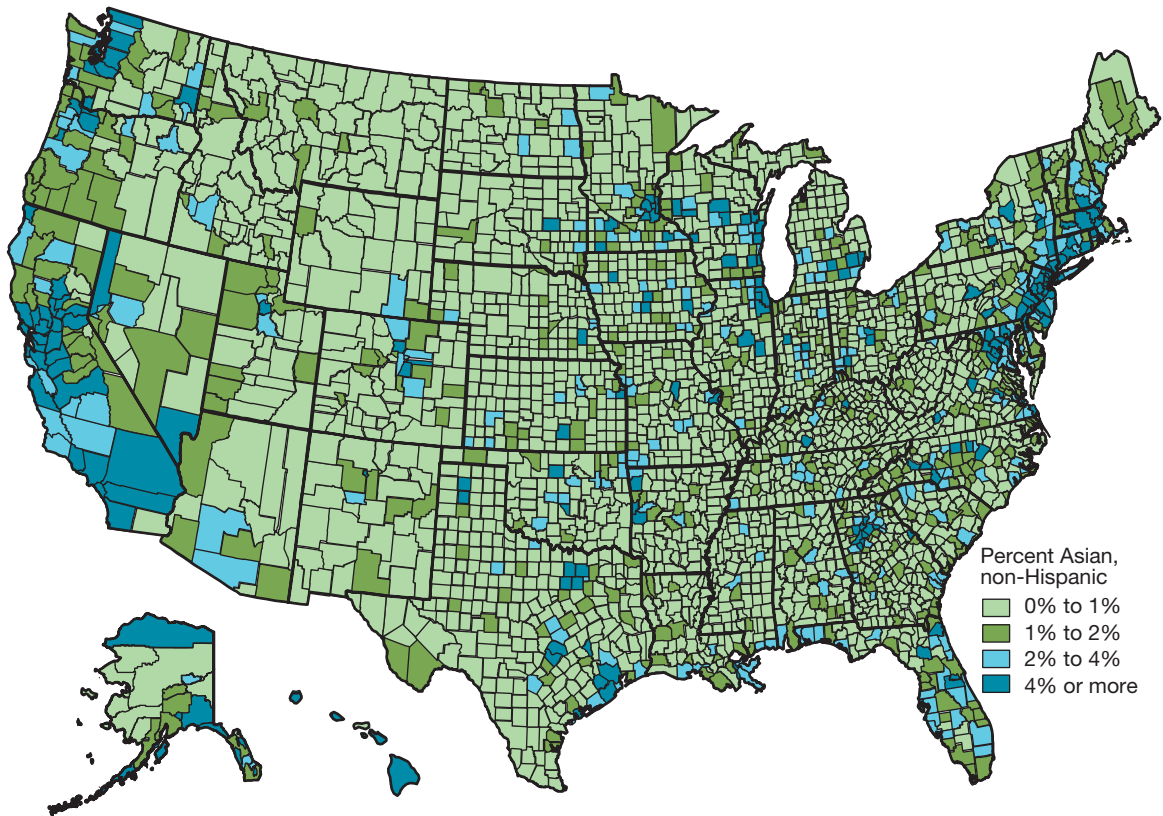 Percent Asian,
non-Hispanic
0% to 1%
1% to 2%
2% to 4%
4% or more